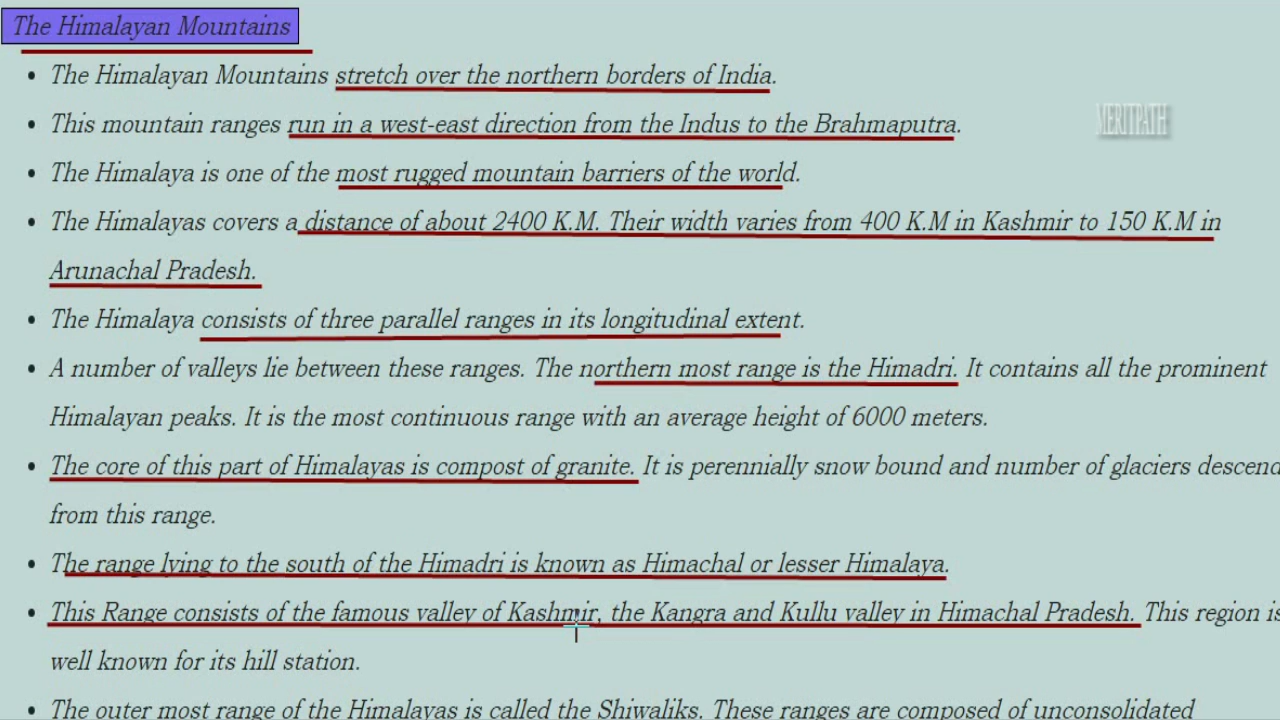 The Himalayan Mountains
• The Himalayan Mountains stretch over the northern borders of India.
• This mountain ranges run in a west-east direction from the Indus to the Brahmaputra.
MERITPATH
• The Himalaya is one of the most rugged mountain barriers of the world.
• The Himalayas covers a distance of about 2400 K.M. Their width varies from 400 K.M in Kashmir to 150 K.M in
Arunachal Pradesh.
• The Himalaya consists of three parallel ranges in its longitudinal extent.
• A number of valleys lie between these ranges. The northern most range is the Himadri. It contains all the prominent
Himalayan peaks. It is the most continuous range with an average height of 6000 meters.
• The core of this part of Himalayas is compost of granite. It is perennially snow bound and number of glaciers descend
from this range.
• The range lying to the south of the Himadri is known as Himachal or lesser Himalaya.
• This Range consists of the famous valley of Kashmir, the Kangra and Kullu valley in Himachal Pradesh. This region is
well known for its hill station.
• The outer most range of the Himalayas is called the Shiwaliks. These ranges are composed of unconsolidated